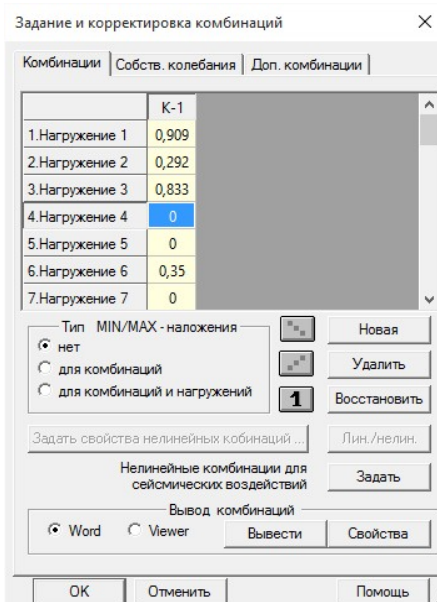 Задание и корректировка комбинаций
Комбинации Собств. колебания Доп. комбинации
K-1
1.Нагружение 1 0,909
2.Нагружение 2 0,292
3.Нагружение 3 0,833
4.Нагружение 4 0
5.Нагружение 5 0
6.Нагружение 6 0,35
7.Нагружение 7 0
Тип MIN/MAX - наложения
нет
для комбинаций
для комбинаций и нагружений
1
Новая
Удалить
Восстановить
Задать свойства нелинейных кобинаций ... Лин./нелин.
Нелинейные комбинации для
сейсмических воздействий
Задать
Вывод комбинаций
Word Viewer Вывести Свойства
OK Отменить Помощь